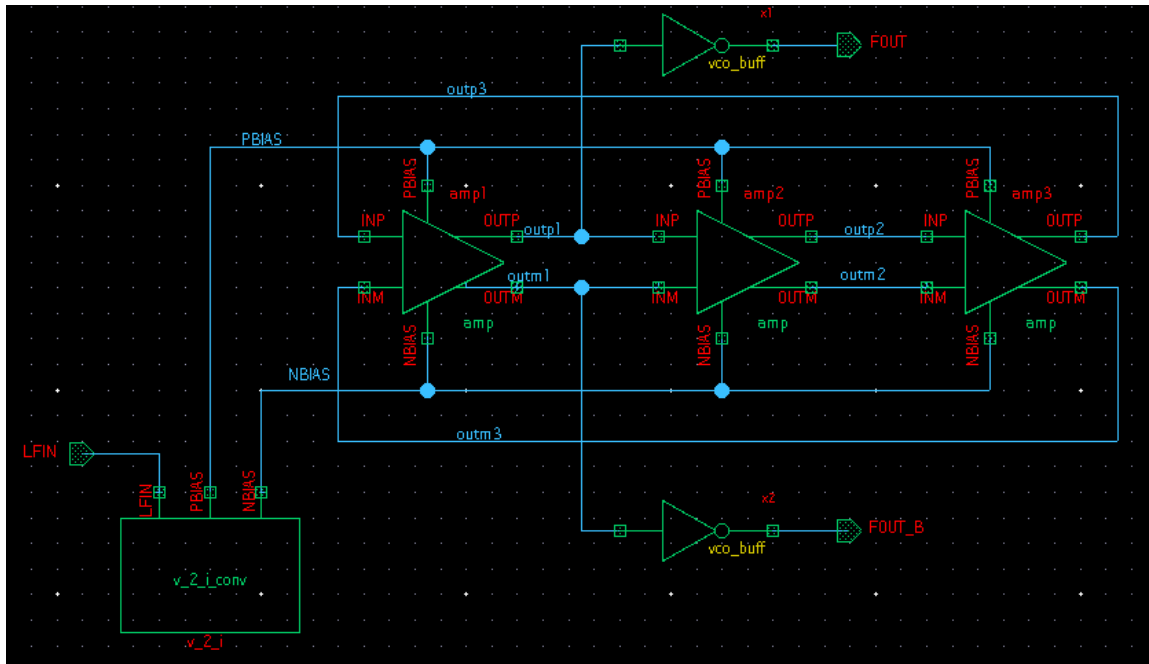 x1
FOUT
vco_buff
outp3
PBIAS
PBIAS
PBIAS
PBIAS
amp1
amp2
amp3
INP
OUTP
outp1
INP
OUTP
outp2
INP
OUTP
outm1
outm2
INM
OUTM
INM
OUTM
INM
OUTM
amp
amp
amp
NBIAS
NBIAS
NBIAS
NBIAS
outm3
LFIN
LFIN
PBIAS
NBIAS
x2
FOUT_B
vco_buff
v_2_i_conv
v_2_i